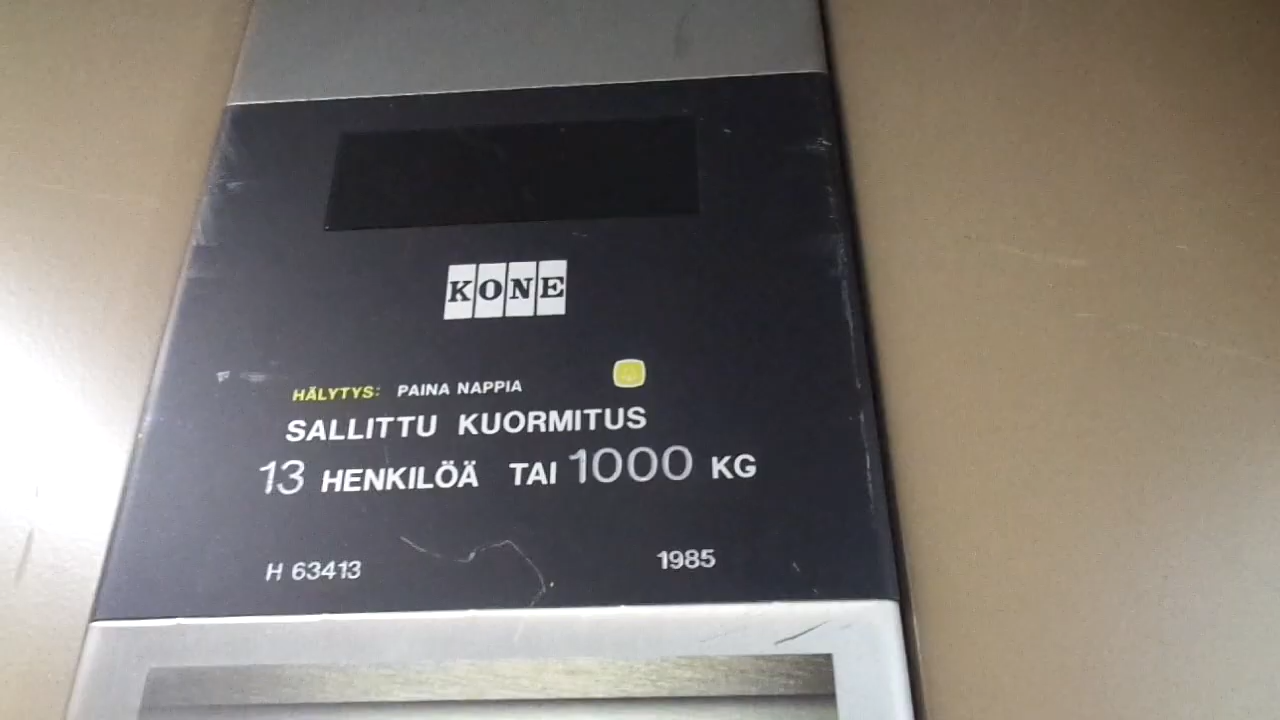 KONE
HÄLYTYS: PAINA NAPPIA
SALLITTU KUORMITUS
13 HENKILÖÄ TAI 1000 KG
H 63413 1985